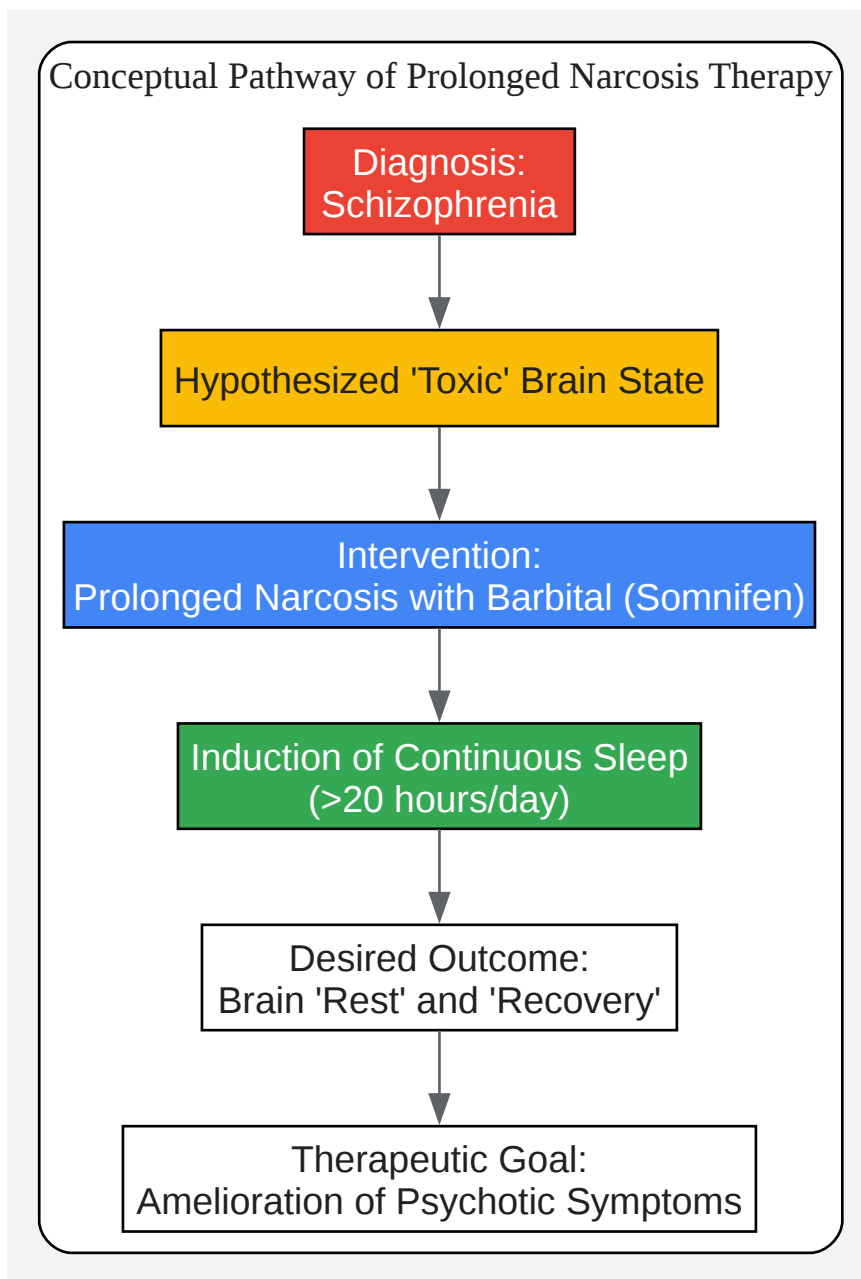 Conceptual Pathway of Prolonged Narcosis Therapy
Diagnosis:
Schizophrenia
Hypothesized 'Toxic' Brain State
Intervention:
Prolonged Narcosis with Barbital (Somnifen)
Induction of Continuous Sleep
(>20 hours/day)
Desired Outcome:
Brain 'Rest' and 'Recovery'
Therapeutic Goal:
Amelioration of Psychotic Symptoms